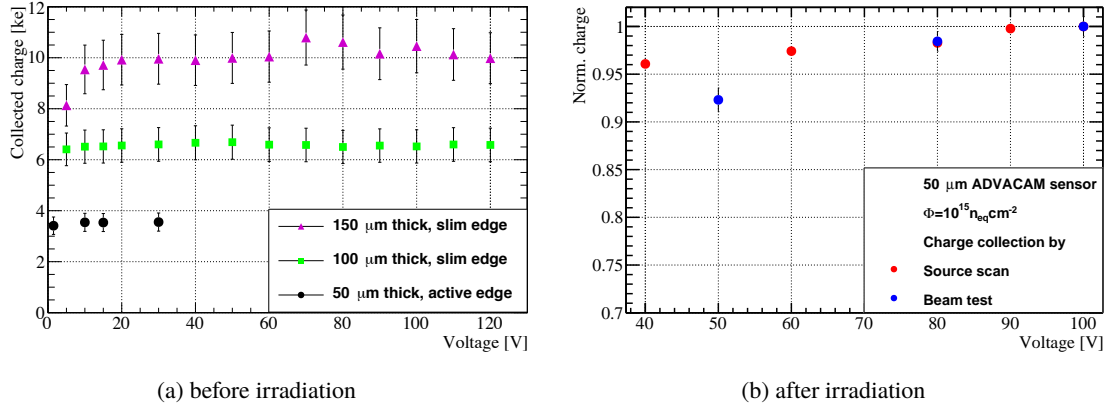 Collected charge [ke]
12
10
8
6
4
2
0
0 20 40 60 80 100 120
Voltage [V]
150 μm thick, slim edge
100 μm thick, slim edge
50 μm thick, active edge
(a) before irradiation
Norm. charge
1
0.95
0.9
0.85
0.8
0.75
0.7
40 50 60 70 80 90 100
Voltage [V]
50 μm ADVACAM sensor
Φ=10¹⁵n_eq cm⁻²
Charge collection by
Source scan
Beam test
(b) after irradiation